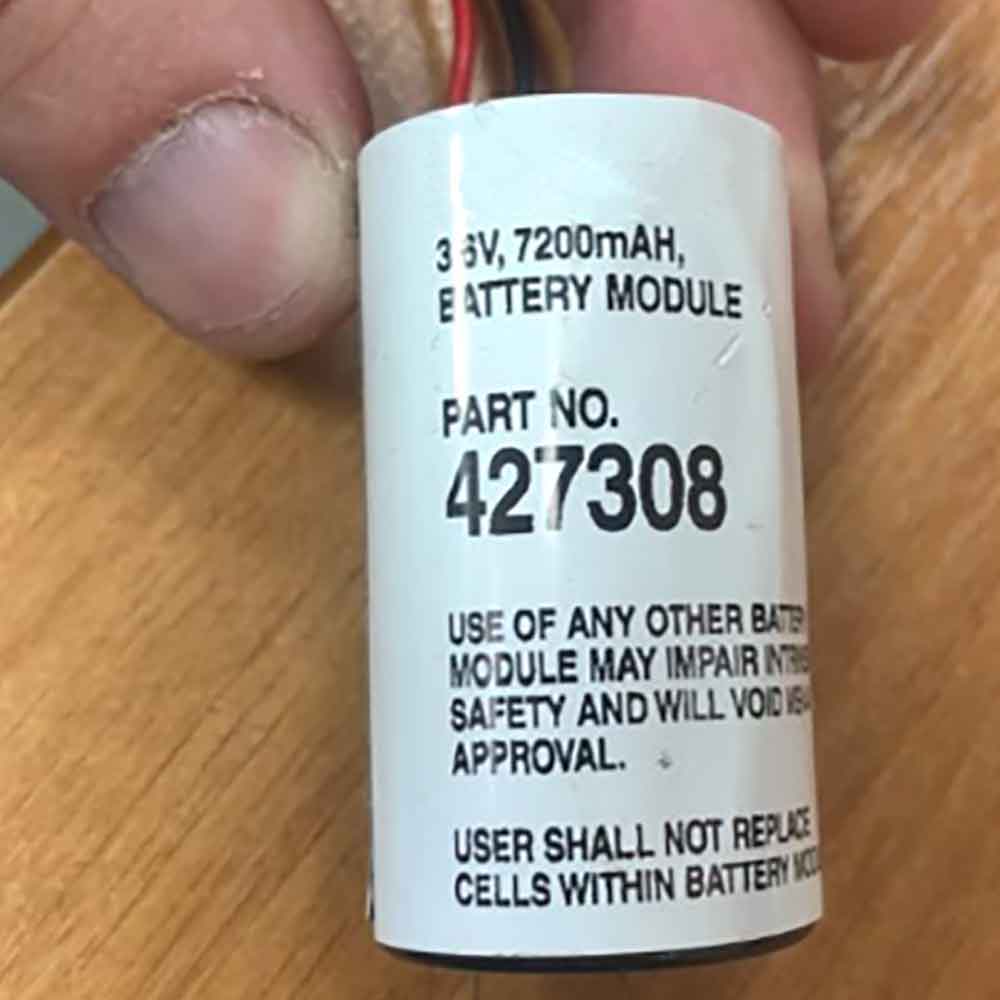 3.6V, 7200mAH,
BATTERY MODULE
PART NO.
427308
USE OF ANY OTHER
MODULE MAY IMPAIR
SAFETY AND WILL VOID
APPROVAL.
USER SHALL NOT REPLACE
CELLS WITHIN BATTERY